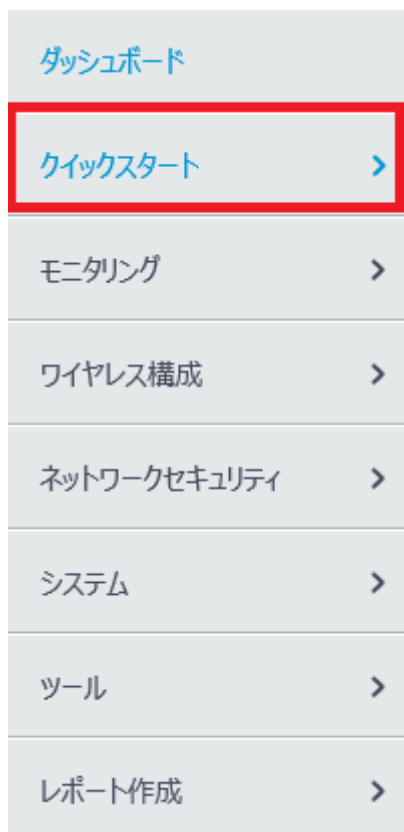 ダッシュボード
クイックスタート
モニタリング
ワイヤレス構成
ネットワークセキュリティ
システム
ツール
レポート作成